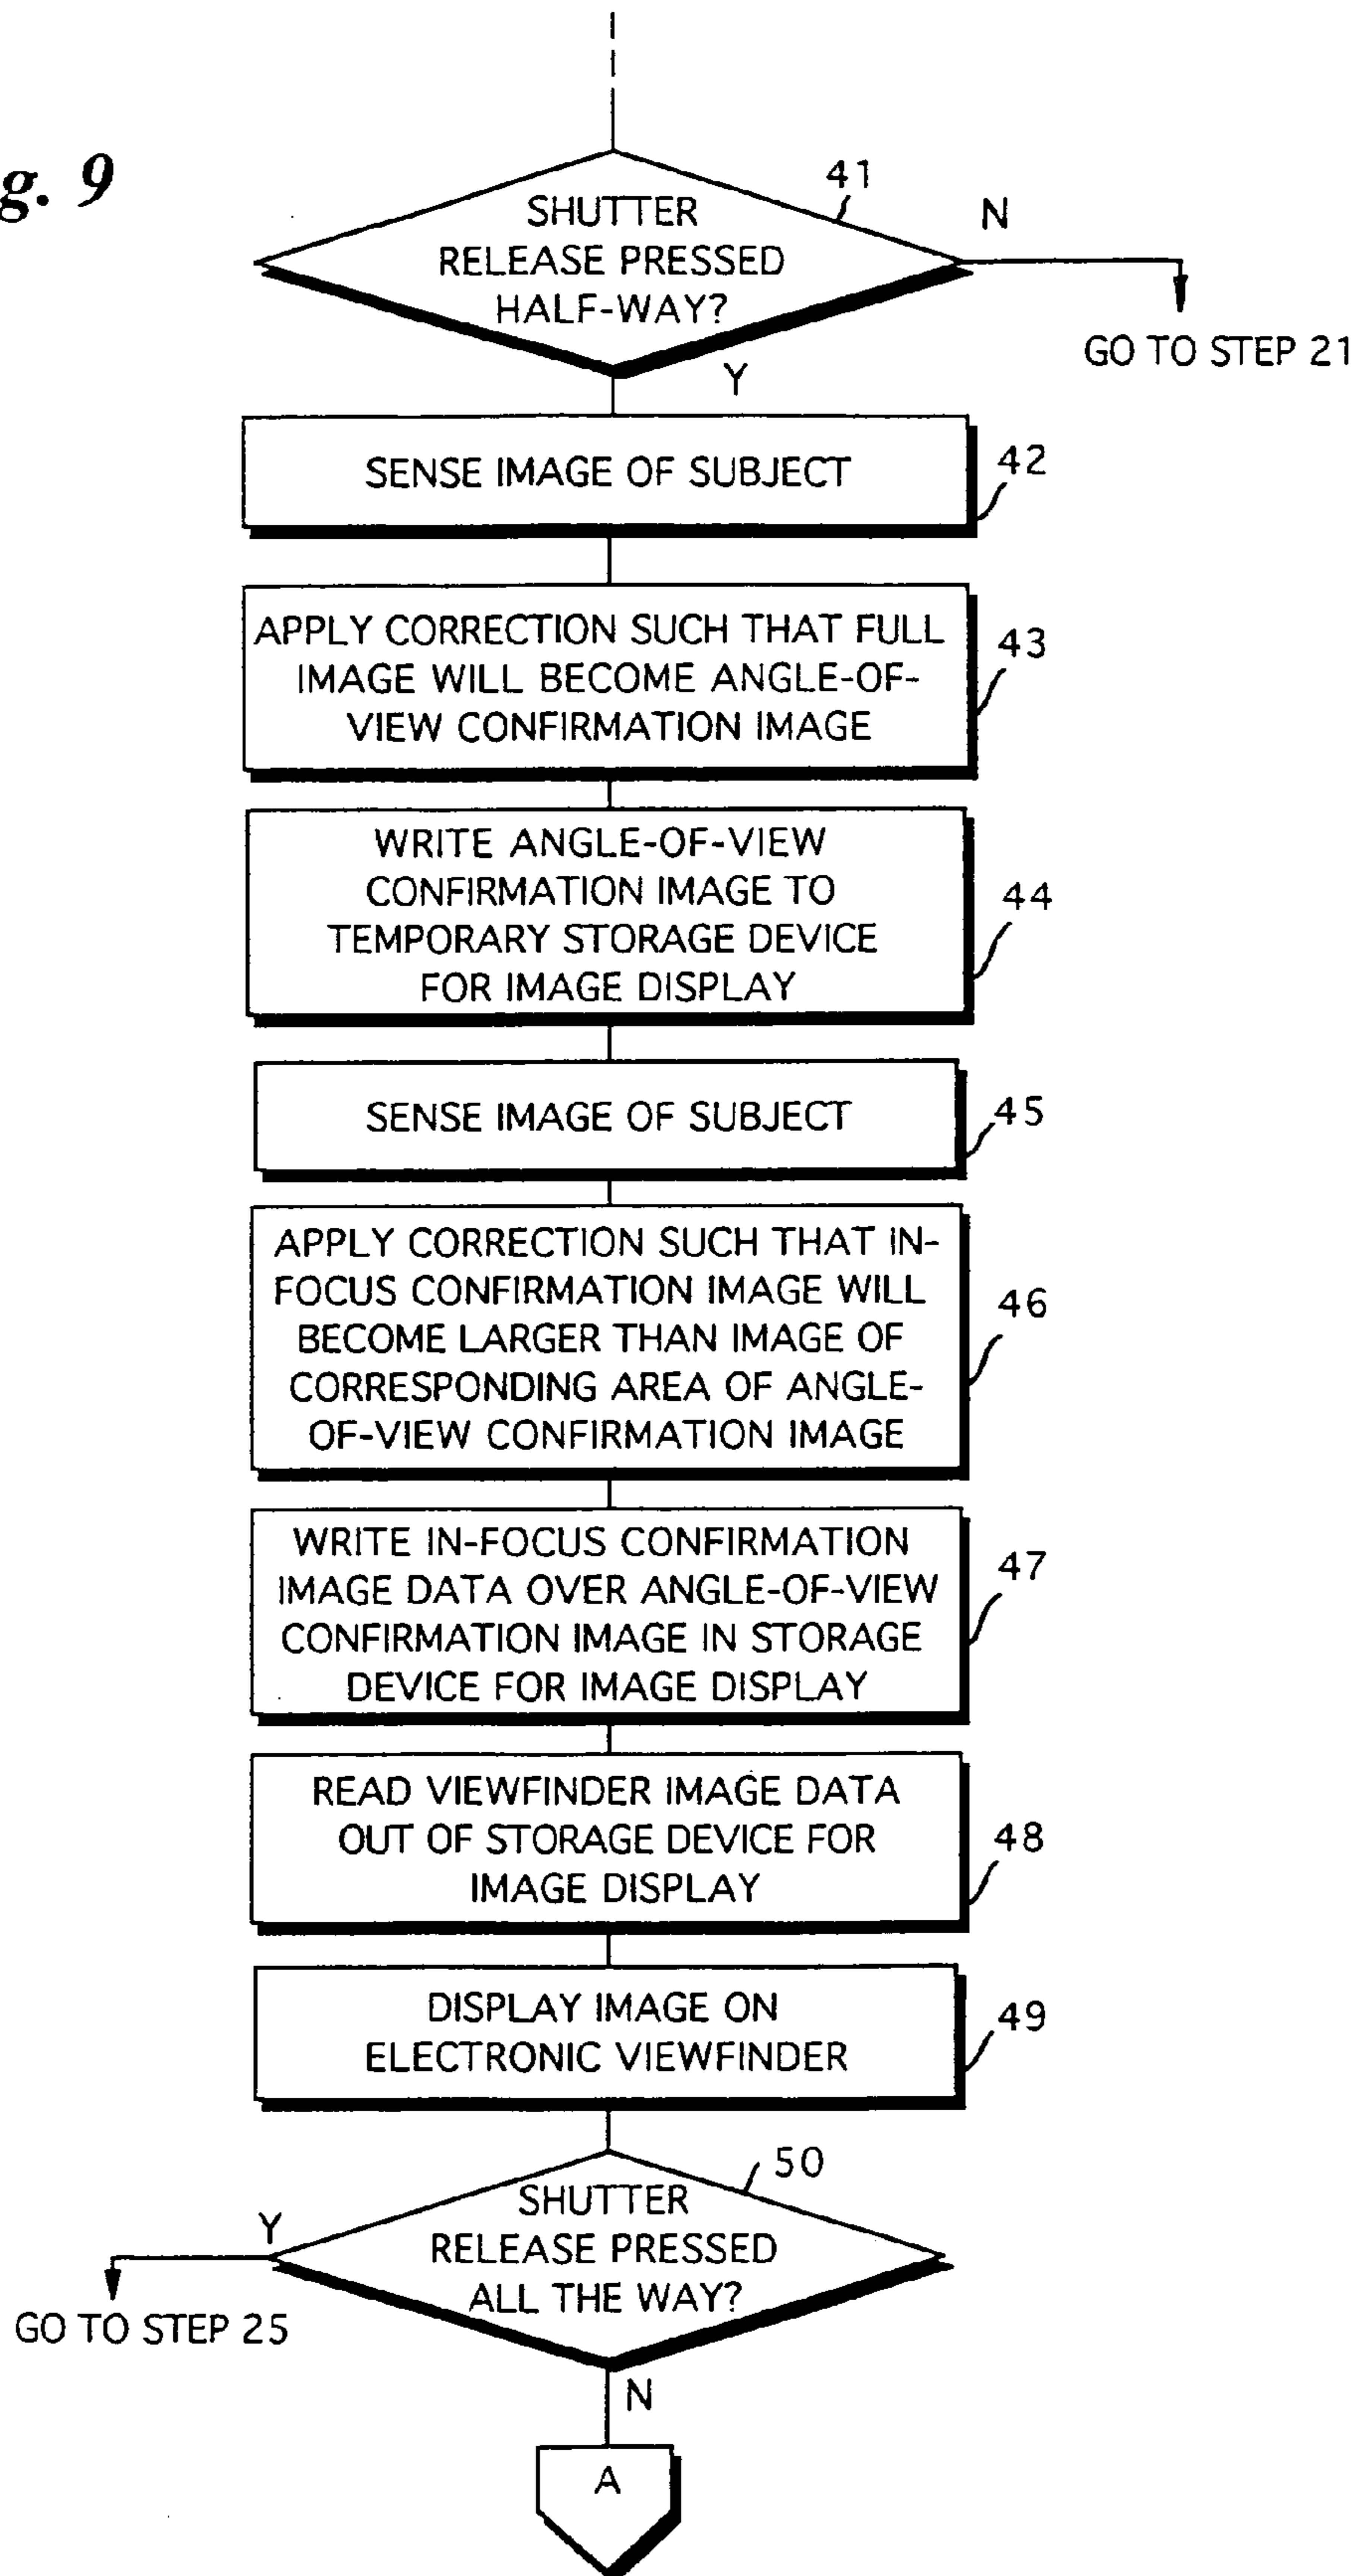 g. 9
41
SHUTTER
RELEASE PRESSED
HALF-WAY?
N
GO TO STEP 21
Y
SENSE IMAGE OF SUBJECT
42
APPLY CORRECTION SUCH THAT FULL
IMAGE WILL BECOME ANGLE-OF-
VIEW CONFIRMATION IMAGE
43
WRITE ANGLE-OF-VIEW
CONFIRMATION IMAGE TO
TEMPORARY STORAGE DEVICE
FOR IMAGE DISPLAY
44
SENSE IMAGE OF SUBJECT
45
APPLY CORRECTION SUCH THAT IN-
FOCUS CONFIRMATION IMAGE WILL
BECOME LARGER THAN IMAGE OF
CORRESPONDING AREA OF ANGLE-
OF-VIEW CONFIRMATION IMAGE
46
WRITE IN-FOCUS CONFIRMATION
IMAGE DATA OVER ANGLE-OF-VIEW
CONFIRMATION IMAGE IN STORAGE
DEVICE FOR IMAGE DISPLAY
47
READ VIEWFINDER IMAGE DATA
OUT OF STORAGE DEVICE FOR
IMAGE DISPLAY
48
DISPLAY IMAGE ON
ELECTRONIC VIEWFINDER
49
50
SHUTTER
RELEASE PRESSED
ALL THE WAY?
Y
GO TO STEP 25
N
A